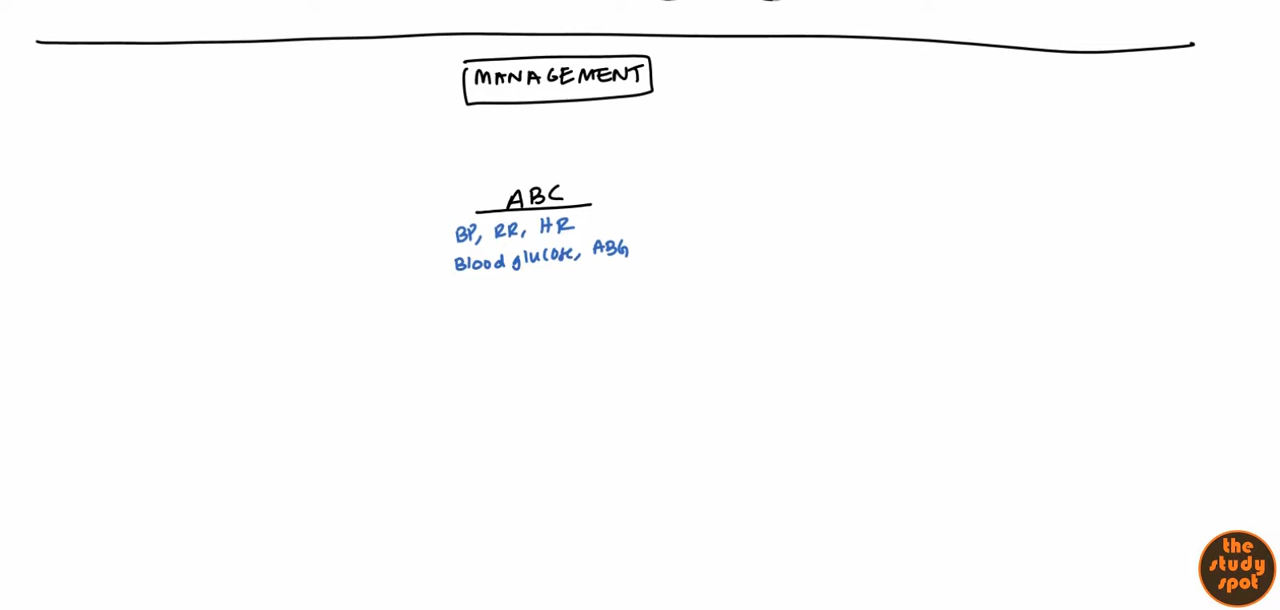 MANAGEMENT
ABC
BP, RR, HR
Blood glucose, ABG
the
study
spot